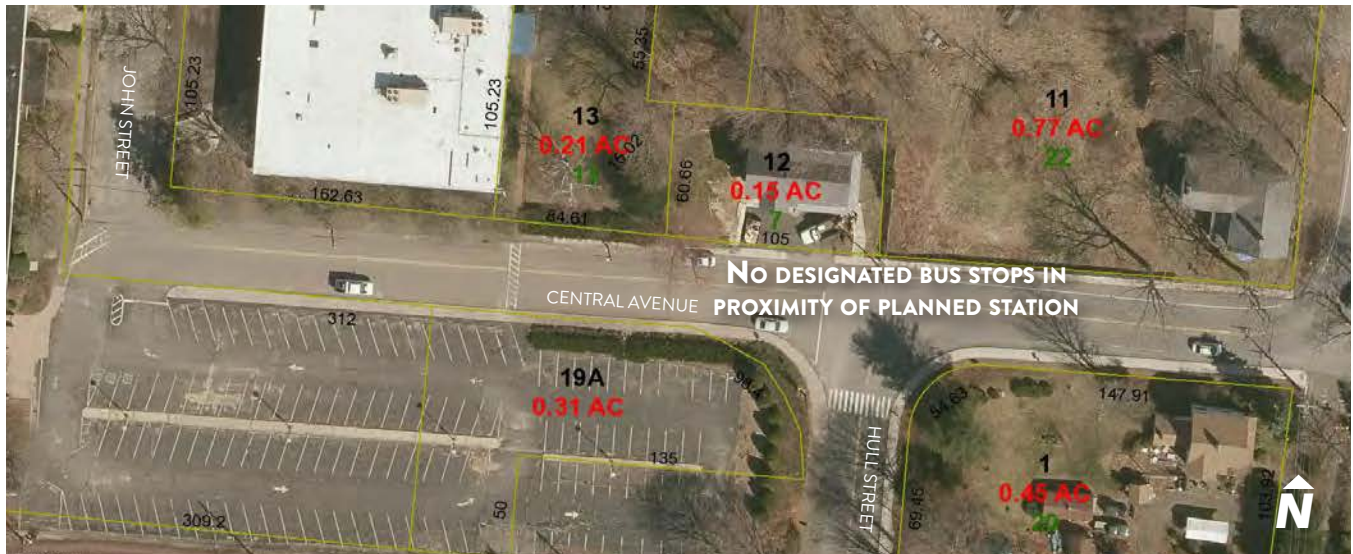 JOHN STREET
105.23
105.23
162.63
55.25
13
0.21 AC
84.61
60.66
12
0.15 AC
7
105
11
0.77 AC
22
NO DESIGNATED BUS STOPS IN
PROXIMITY OF PLANNED STATION
CENTRAL AVENUE
312
19A
0.31 AC
135
50
309.2
HULL STREET
54.63
147.91
69.45
1
0.45 AC
20
103.92
N